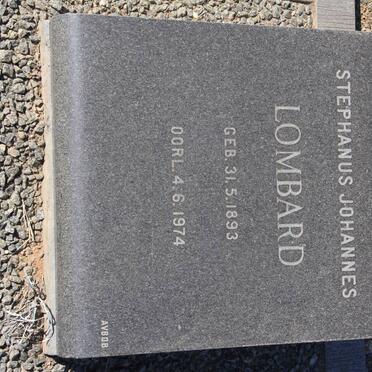 STEPHANUS JOHANNES
LOMBARD
GEB. 31.5.1893
OORL. 4.6.1974
AVBOB